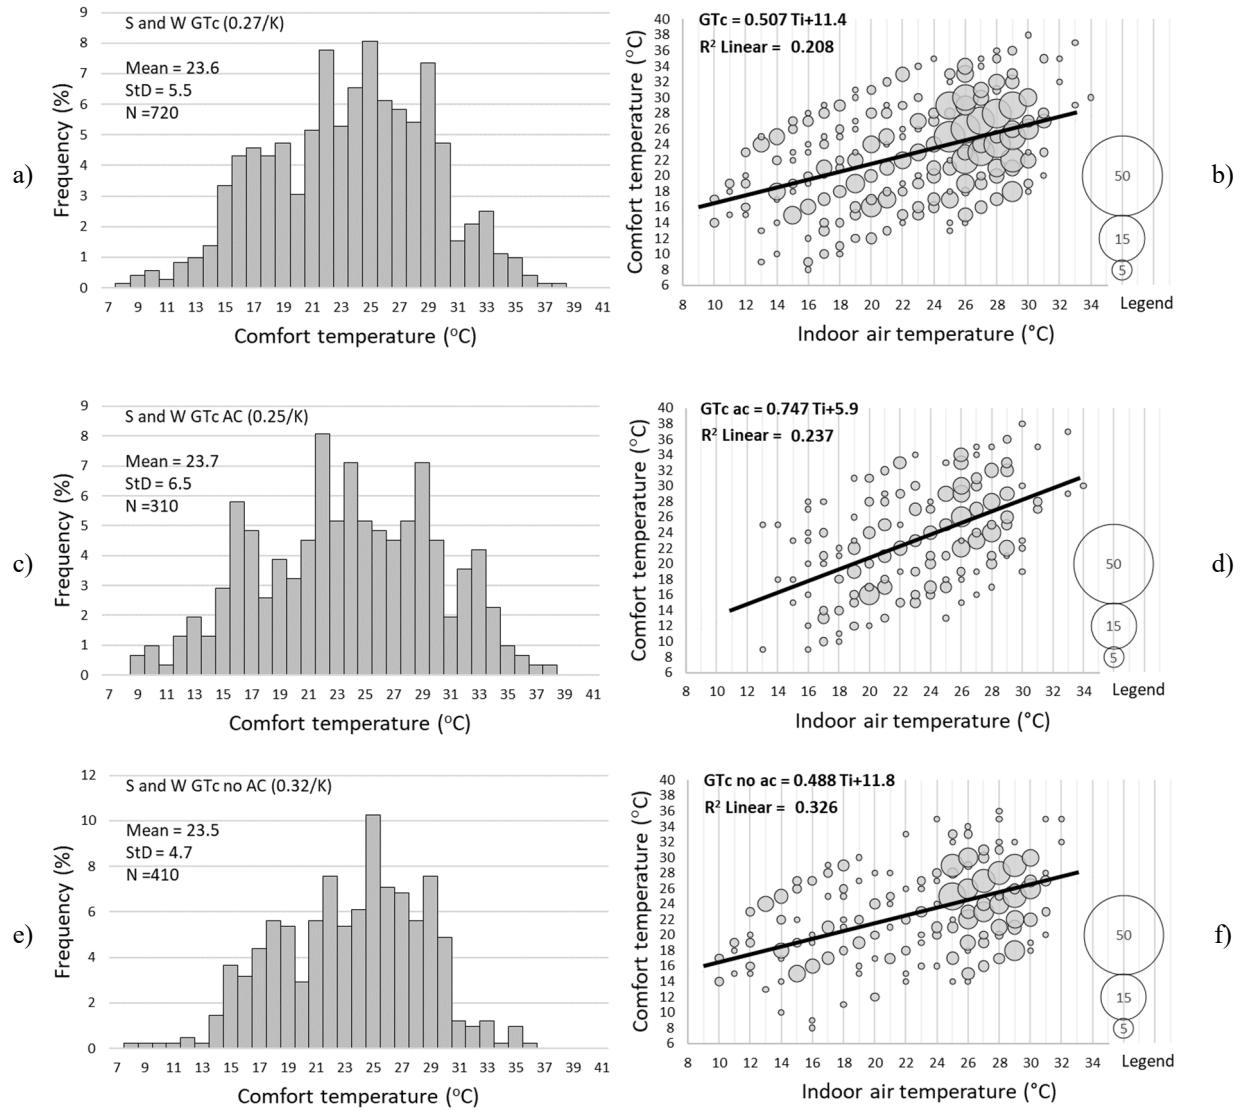 a)
S and W GTc (0.27/K)
Mean = 23.6
StD = 5.5
N =720
Frequency (%)
9
8
7
6
5
4
3
2
1
0
7 9 11 13 15 17 19 21 23 25 27 29 31 33 35 37 39 41
Comfort temperature (°C)
b)
GTc = 0.507 Ti+11.4
R² Linear = 0.208
Comfort temperature (°C)
40
38
36
34
32
30
28
26
24
22
20
18
16
14
12
10
8
6
8 10 12 14 16 18 20 22 24 26 28 30 32 34
Indoor air temperature (°C)
50
15
5
Legend
c)
S and W GTc AC (0.25/K)
Mean = 23.7
StD = 6.5
N =310
Frequency (%)
9
8
7
6
5
4
3
2
1
0
7 9 11 13 15 17 19 21 23 25 27 29 31 33 35 37 39 41
Comfort temperature (°C)
d)
GTc ac = 0.747 Ti+5.9
R² Linear = 0.237
Comfort temperature (°C)
40
38
36
34
32
30
28
26
24
22
20
18
16
14
12
10
8
6
8 10 12 14 16 18 20 22 24 26 28 30 32 34
Indoor air temperature (°C)
50
15
5
Legend
e)
S and W GTc no AC (0.32/K)
Mean = 23.5
StD = 4.7
N =410
Frequency (%)
12
10
8
6
4
2
0
7 9 11 13 15 17 19 21 23 25 27 29 31 33 35 37 39 41
Comfort temperature (°C)
f)
GTc no ac = 0.488 Ti+11.8
R² Linear = 0.326
Comfort temperature (°C)
40
38
36
34
32
30
28
26
24
22
20
18
16
14
12
10
8
6
8 10 12 14 16 18 20 22 24 26 28 30 32 34
Indoor air temperature (°C)
50
15
5
Legend